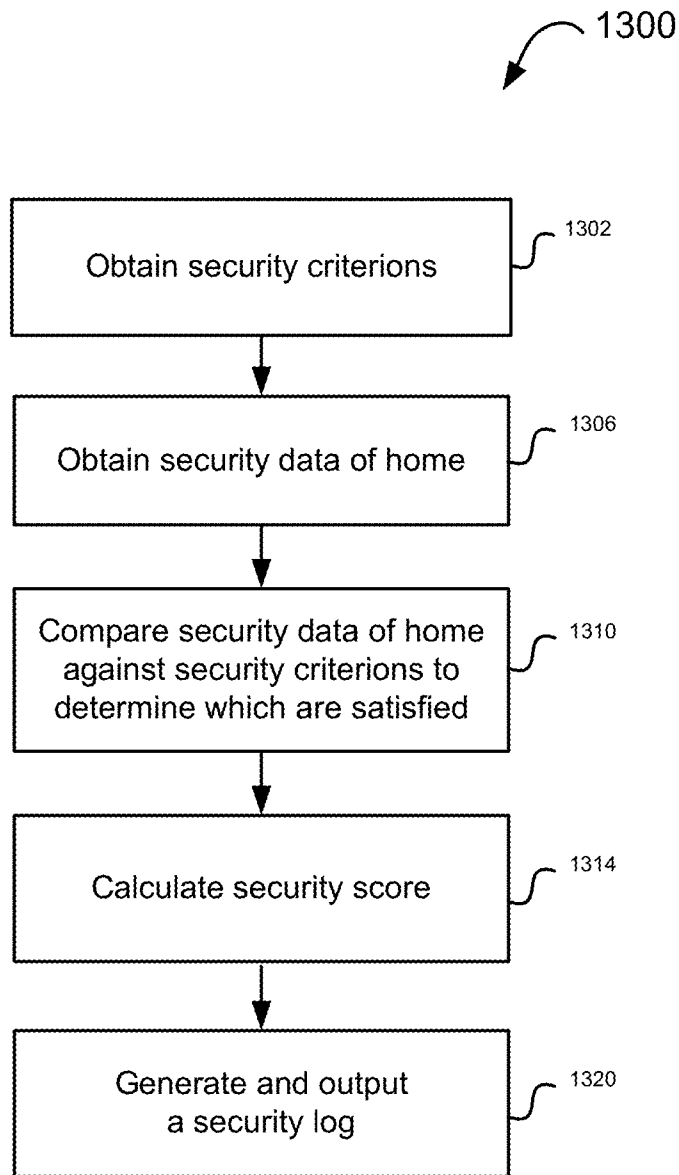 1300
Obtain security criterions
1302
Obtain security data of home
1306
Compare security data of home
against security criterions to
determine which are satisfied
1310
Calculate security score
1314
Generate and output
a security log
1320